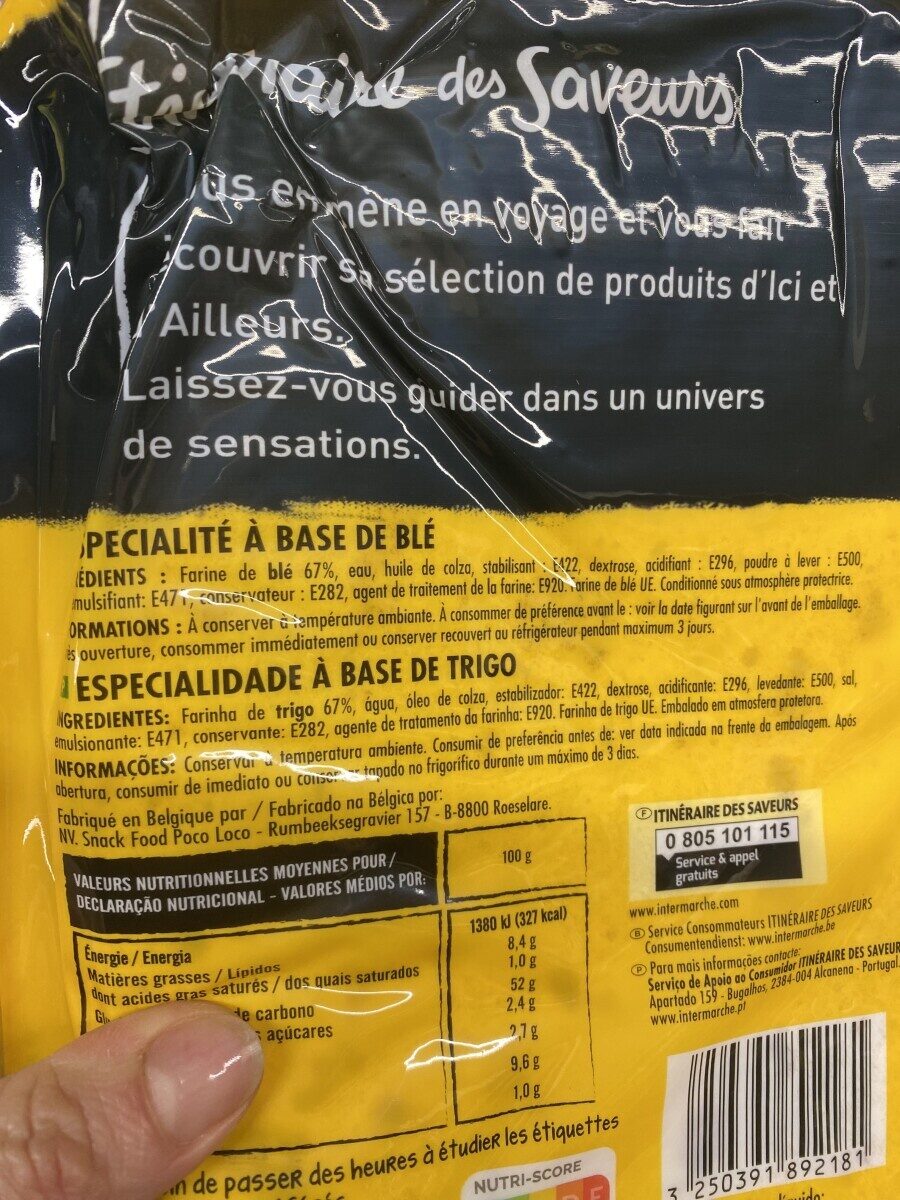 des Saveurs
us emmène en voyage et vous fait
couvrir sa sélection de produits d'Ici et
Ailleurs.
Laissez-vous guider dans un univers
de sensations.
SPECIALITÉ À BASE DE BLÉ
ÉDIENTS : Farine de blé 67%, eau, huile de colza, stabilisant : E422, dextrose, acidifiant : E296, poudre à lever : E500,
mulsifiant: E471, conservateur : E282, agent de traitement de la farine: E920. Farine de blé UE. Conditionné sous atmosphère protectrice.
ORMATIONS : À conserver à température ambiante. À consommer de préférence avant le : voir la date figurant sur l'avant de l'emballage.
ès ouverture, consommer immédiatement ou conserver recouvert au réfrigérateur pendant maximum 3 jours.
ESPECIALIDADE À BASE DE TRIGO
INGREDIENTES: Farinha de trigo 67%, água, óleo de colza, estabilizador: E422, dextrose, acidificante: E296, levedante: E500, sal,
emulsionante: E471, conservante: E282, agente de tratamento da farinha: E920. Farinha de trigo UE. Embalado em atmosfera protetora.
INFORMAÇÕES: Conservar à temperatura ambiente. Consumir de preferência antes de: ver data indicada na frente da embalagem. Após
abertura, consumir de imediato ou conservar tapado no frigorífico durante um máximo de 3 dias.
Fabriqué en Belgique par / Fabricado na Bélgica por:
NV. Snack Food Poco Loco - Rumbeeksegravier 157 - B-8800 Roeselare.
VALEURS NUTRITIONNELLES MOYENNES POUR /
DECLARAÇÃO NUTRICIONAL - VALORES MÉDIOS POR:
100 g
Énergie / Energia
1380 kJ (327 kcal)
Matières grasses / Lípidos
8,4 g
dont acides gras saturés / dos quais saturados
1,0 g
de carbono
52 g
açúcares
2,4 g
2,7 g
9,6 g
1,0 g
F ITINÉRAIRE DES SAVEURS
0 805 101 115
Service & appel
gratuits
www.intermarche.com
B Service Consommateurs ITINÉRAIRE DES SAVEURS
Consumentendienst: www.intermarche.be
P Para mais informações contacte:
Serviço de Apoio ao Consumidor ITINÉRAIRE DES SAVEUR
Apartado 159 - Bugalhos, 2384-004 Alcanena - Portugal.
www.intermarche.pt
in de passer des heures à étudier les étiquettes
NUTRI-SCORE
3 250391 892181